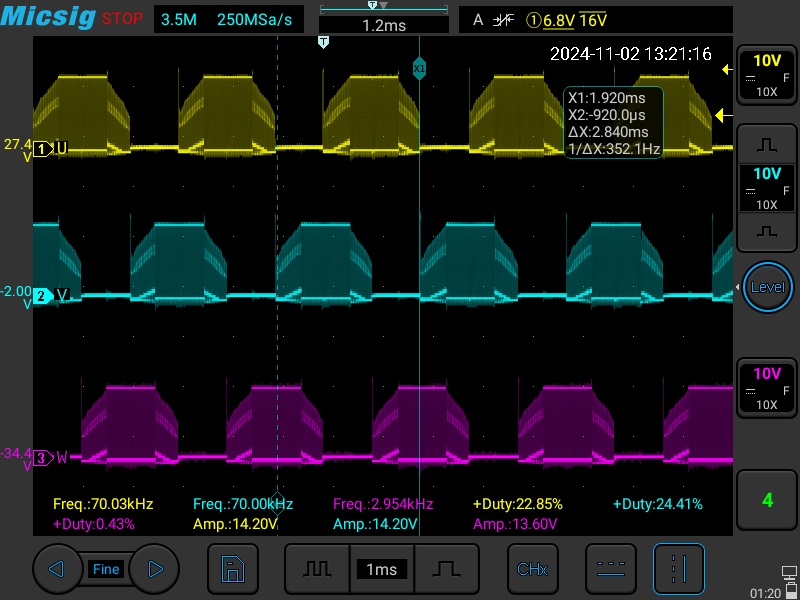 Micsig STOP 3.5M 250MSa/s 1.2ms A 1 6.8V 16V
T
T
2024-11-02 13:21:16
10V
F
10X
X1
X1:1.920ms
X2:-920.0μs
ΔX:2.840ms
1/ΔX:352.1Hz
27.4
V
1 U
10V
F
10X
-2.00
V
2 V
Level
10V
F
10X
-34.4
V
3 W
Freq.:70.03kHz Freq.:70.00kHz Freq.:2.954kHz +Duty:22.85% +Duty:24.41%
+Duty:0.43% Amp.:14.20V Amp.:14.20V Amp.:13.60V
4
Fine 1ms CHx
01:20